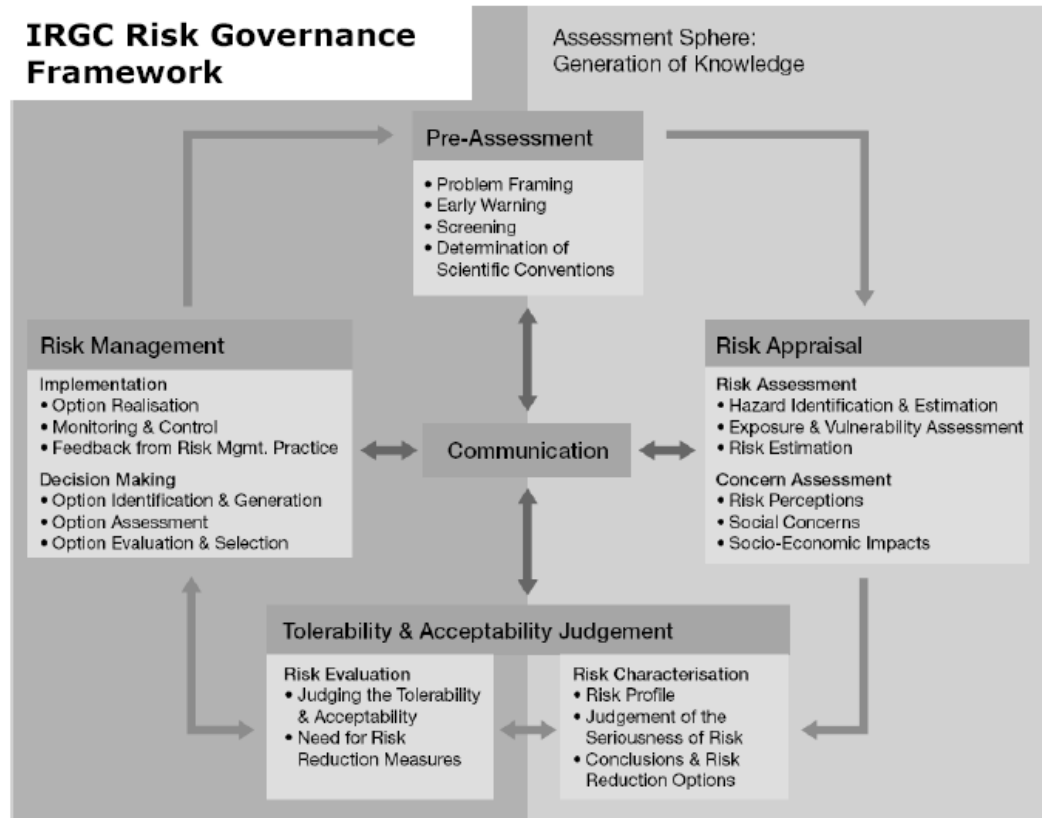 IRGC Risk Governance
Framework
Assessment Sphere:
Generation of Knowledge
Pre-Assessment
• Problem Framing
• Early Warning
• Screening
• Determination of
Scientific Conventions
Risk Management
Implementation
• Option Realisation
• Monitoring & Control
• Feedback from Risk Mgmt. Practice
Decision Making
• Option Identification & Generation
• Option Assessment
• Option Evaluation & Selection
Communication
Risk Appraisal
Risk Assessment
• Hazard Identification & Estimation
• Exposure & Vulnerability Assessment
• Risk Estimation
Concern Assessment
• Risk Perceptions
• Social Concerns
• Socio-Economic Impacts
Tolerability & Acceptability Judgement
Risk Evaluation
• Judging the Tolerability
& Acceptability
• Need for Risk
Reduction Measures
Risk Characterisation
• Risk Profile
• Judgement of the
Seriousness of Risk
• Conclusions & Risk
Reduction Options